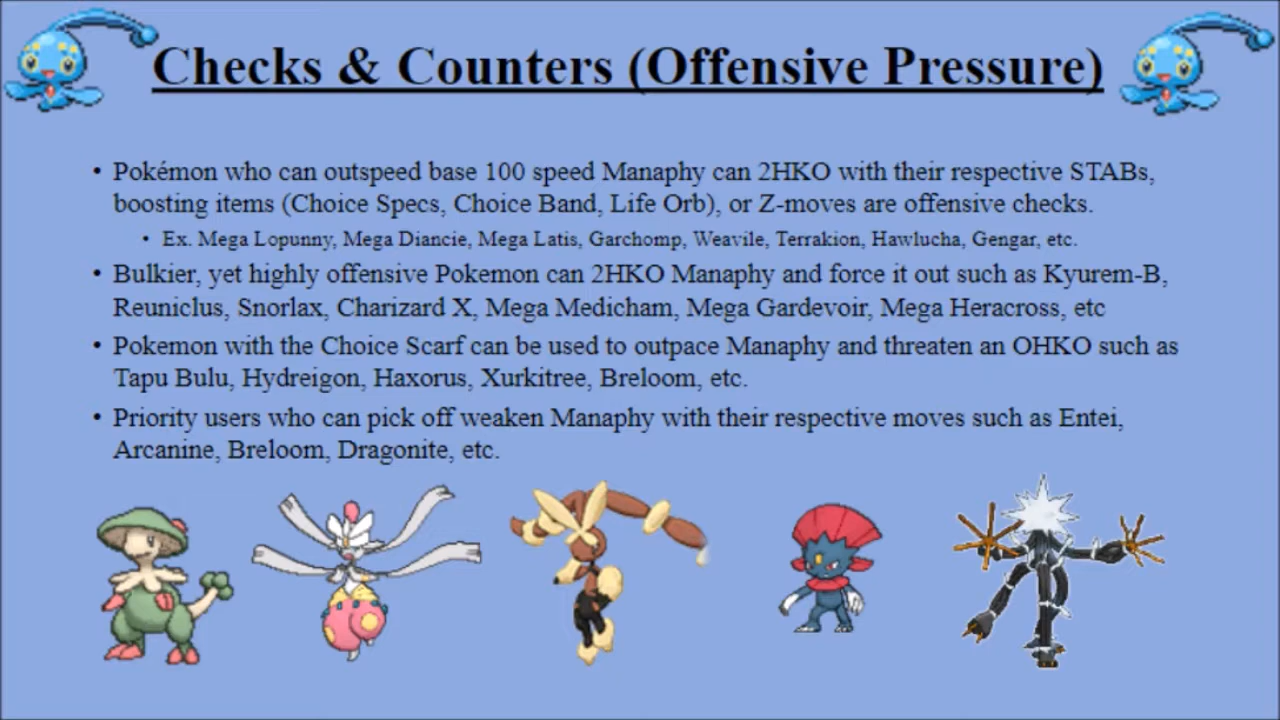 Checks & Counters (Offensive Pressure)
• Pokémon who can outspeed base 100 speed Manaphy can 2HKO with their respective STABs,
boosting items (Choice Specs, Choice Band, Life Orb), or Z-moves are offensive checks.
• Ex. Mega Lopunny, Mega Diancie, Mega Latis, Garchomp, Weavile, Terrakion, Hawlucha, Gengar, etc.
• Bulkier, yet highly offensive Pokemon can 2HKO Manaphy and force it out such as Kyurem-B,
Reuniclus, Snorlax, Charizard X, Mega Medicham, Mega Gardevoir, Mega Heracross, etc
• Pokemon with the Choice Scarf can be used to outpace Manaphy and threaten an OHKO such as
Tapu Bulu, Hydreigon, Haxorus, Xurkitree, Breloom, etc.
• Priority users who can pick off weaken Manaphy with their respective moves such as Entei,
Arcanine, Breloom, Dragonite, etc.